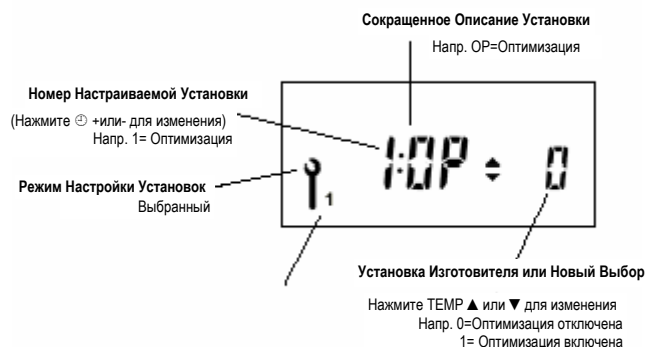 Сокращенное Описание Установки
Напр. OP=Оптимизация
Номер Настраиваемой Установки
(Нажмите 🕘 +или- для изменения)
Напр. 1= Оптимизация
1:OP 0
Режим Настройки Установок
Выбранный
1
Установка Изготовителя или Новый Выбор
Нажмите TEMP ▲ или ▼ для изменения
Напр. 0=Оптимизация отключена
1= Оптимизация включена